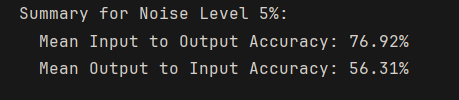 Summary for Noise Level 5%:
Mean Input to Output Accuracy: 76.92%
Mean Output to Input Accuracy: 56.31%